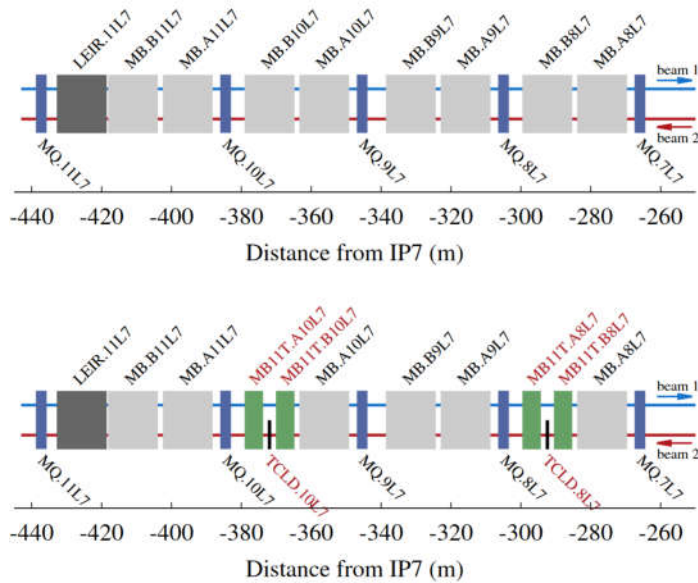 LEIR.11L7
MB.B11L7
MB.A11L7
MB.B10L7
MB.A10L7
MB.B9L7
MB.A9L7
MB.B8L7
MB.A8L7
beam 1
beam 2
MQ.11L7
MQ.10L7
MQ.9L7
MQ.8L7
MQ.7L7
-440 -420 -400 -380 -360 -340 -320 -300 -280 -260
Distance from IP7 (m)
LEIR.11L7
MB.B11L7
MB.A11L7
MB11T.A10L7
MB11T.B10L7
MB.A10L7
MB.B9L7
MB.A9L7
MB11T.A8L7
MB11T.B8L7
MB.A8L7
beam 1
beam 2
MQ.11L7
MQ.10L7
TCLD.10L7
MQ.9L7
MQ.8L7
TCLD.8L7
MQ.7L7
-440 -420 -400 -380 -360 -340 -320 -300 -280 -260
Distance from IP7 (m)